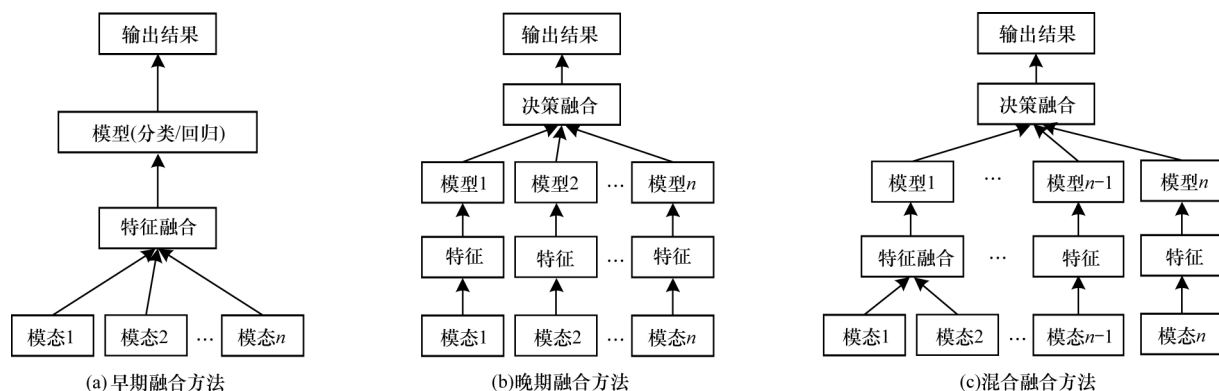 输出结果
模型(分类/回归)
特征融合
模态1 模态2 … 模态n
(a) 早期融合方法
输出结果
决策融合
模型1 模型2 … 模型n
特征 特征 … 特征
模态1 模态2 … 模态n
(b)晚期融合方法
输出结果
决策融合
模型1 … 模型n−1 模型n
特征融合 … 特征 特征
模态1 模态2 … 模态n−1 模态n
(c)混合融合方法